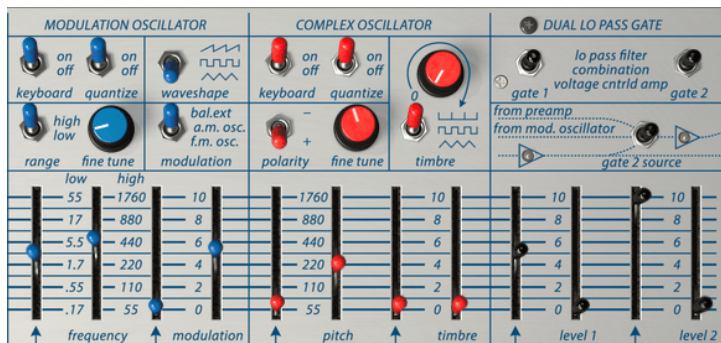 MODULATION OSCILLATOR
on
off
keyboard
on
off
quantize
waveshape
high
low
range
fine tune
bal.ext
a.m. osc.
f.m. osc.
modulation
low high
55 1760 10
17 880 8
5.5 440 6
1.7 220 4
.55 110 2
.17 55 0
frequency modulation
COMPLEX OSCILLATOR
on
off
keyboard
on
off
quantize
0
polarity
−
+
fine tune
timbre
1760 10
880 8
440 6
220 4
110 2
55 0
pitch timbre
DUAL LO PASS GATE
lo pass filter
combination
voltage cntrld amp
gate 1
gate 2
from preamp
from mod. oscillator
gate 2 source
10 10
8 8
6 6
4 4
2 2
0 0
level 1 level 2